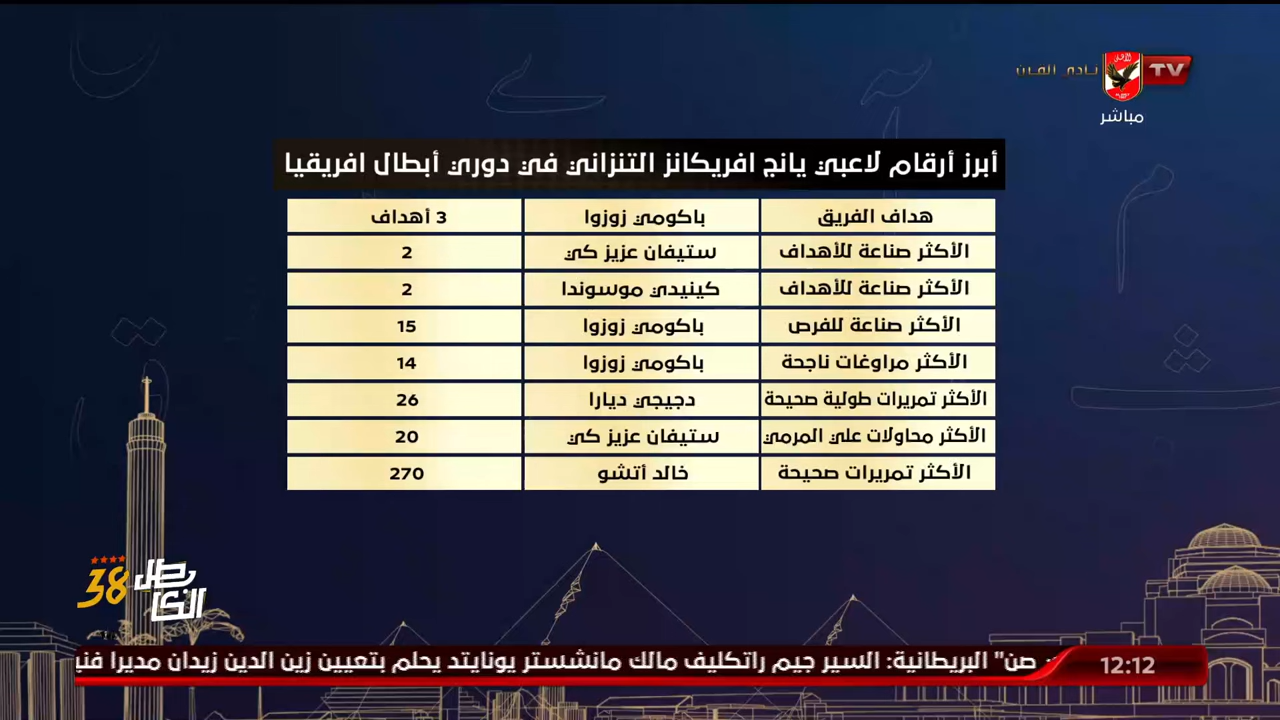 نادي القرن TV
مباشر
أبرز أرقام لاعبي يانج افريكانز التنزاني في دوري أبطال افريقيا
هداف الفريق باكومي زوزوا 3 أهداف
الأكثر صناعة للأهداف ستيفان عزيز كي 2
الأكثر صناعة للأهداف كينيدي موسوندا 2
الأكثر صناعة للفرص باكومي زوزوا 15
الأكثر مراوغات ناجحة باكومي زوزوا 14
الأكثر تمريرات طولية صحيحة دجيجي ديارا 26
الأكثر محاولات علي المرمي ستيفان عزيز كي 20
الأكثر تمريرات صحيحة خالد أتشو 270
38
12:12 صن" البريطانية: السير جيم راتكليف مالك مانشستر يونايتد يحلم بتعيين زين الدين زيدان مديرا